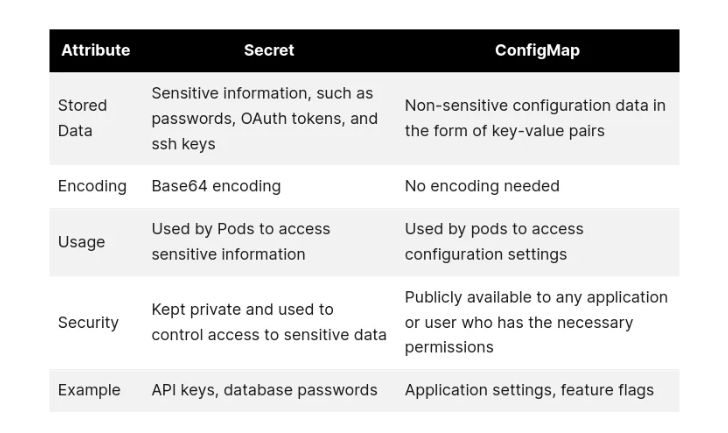 Attribute Secret ConfigMap
Stored Data Sensitive information, such as passwords, OAuth tokens, and ssh keys Non-sensitive configuration data in the form of key-value pairs
Encoding Base64 encoding No encoding needed
Usage Used by Pods to access sensitive information Used by pods to access configuration settings
Security Kept private and used to control access to sensitive data Publicly available to any application or user who has the necessary permissions
Example API keys, database passwords Application settings, feature flags